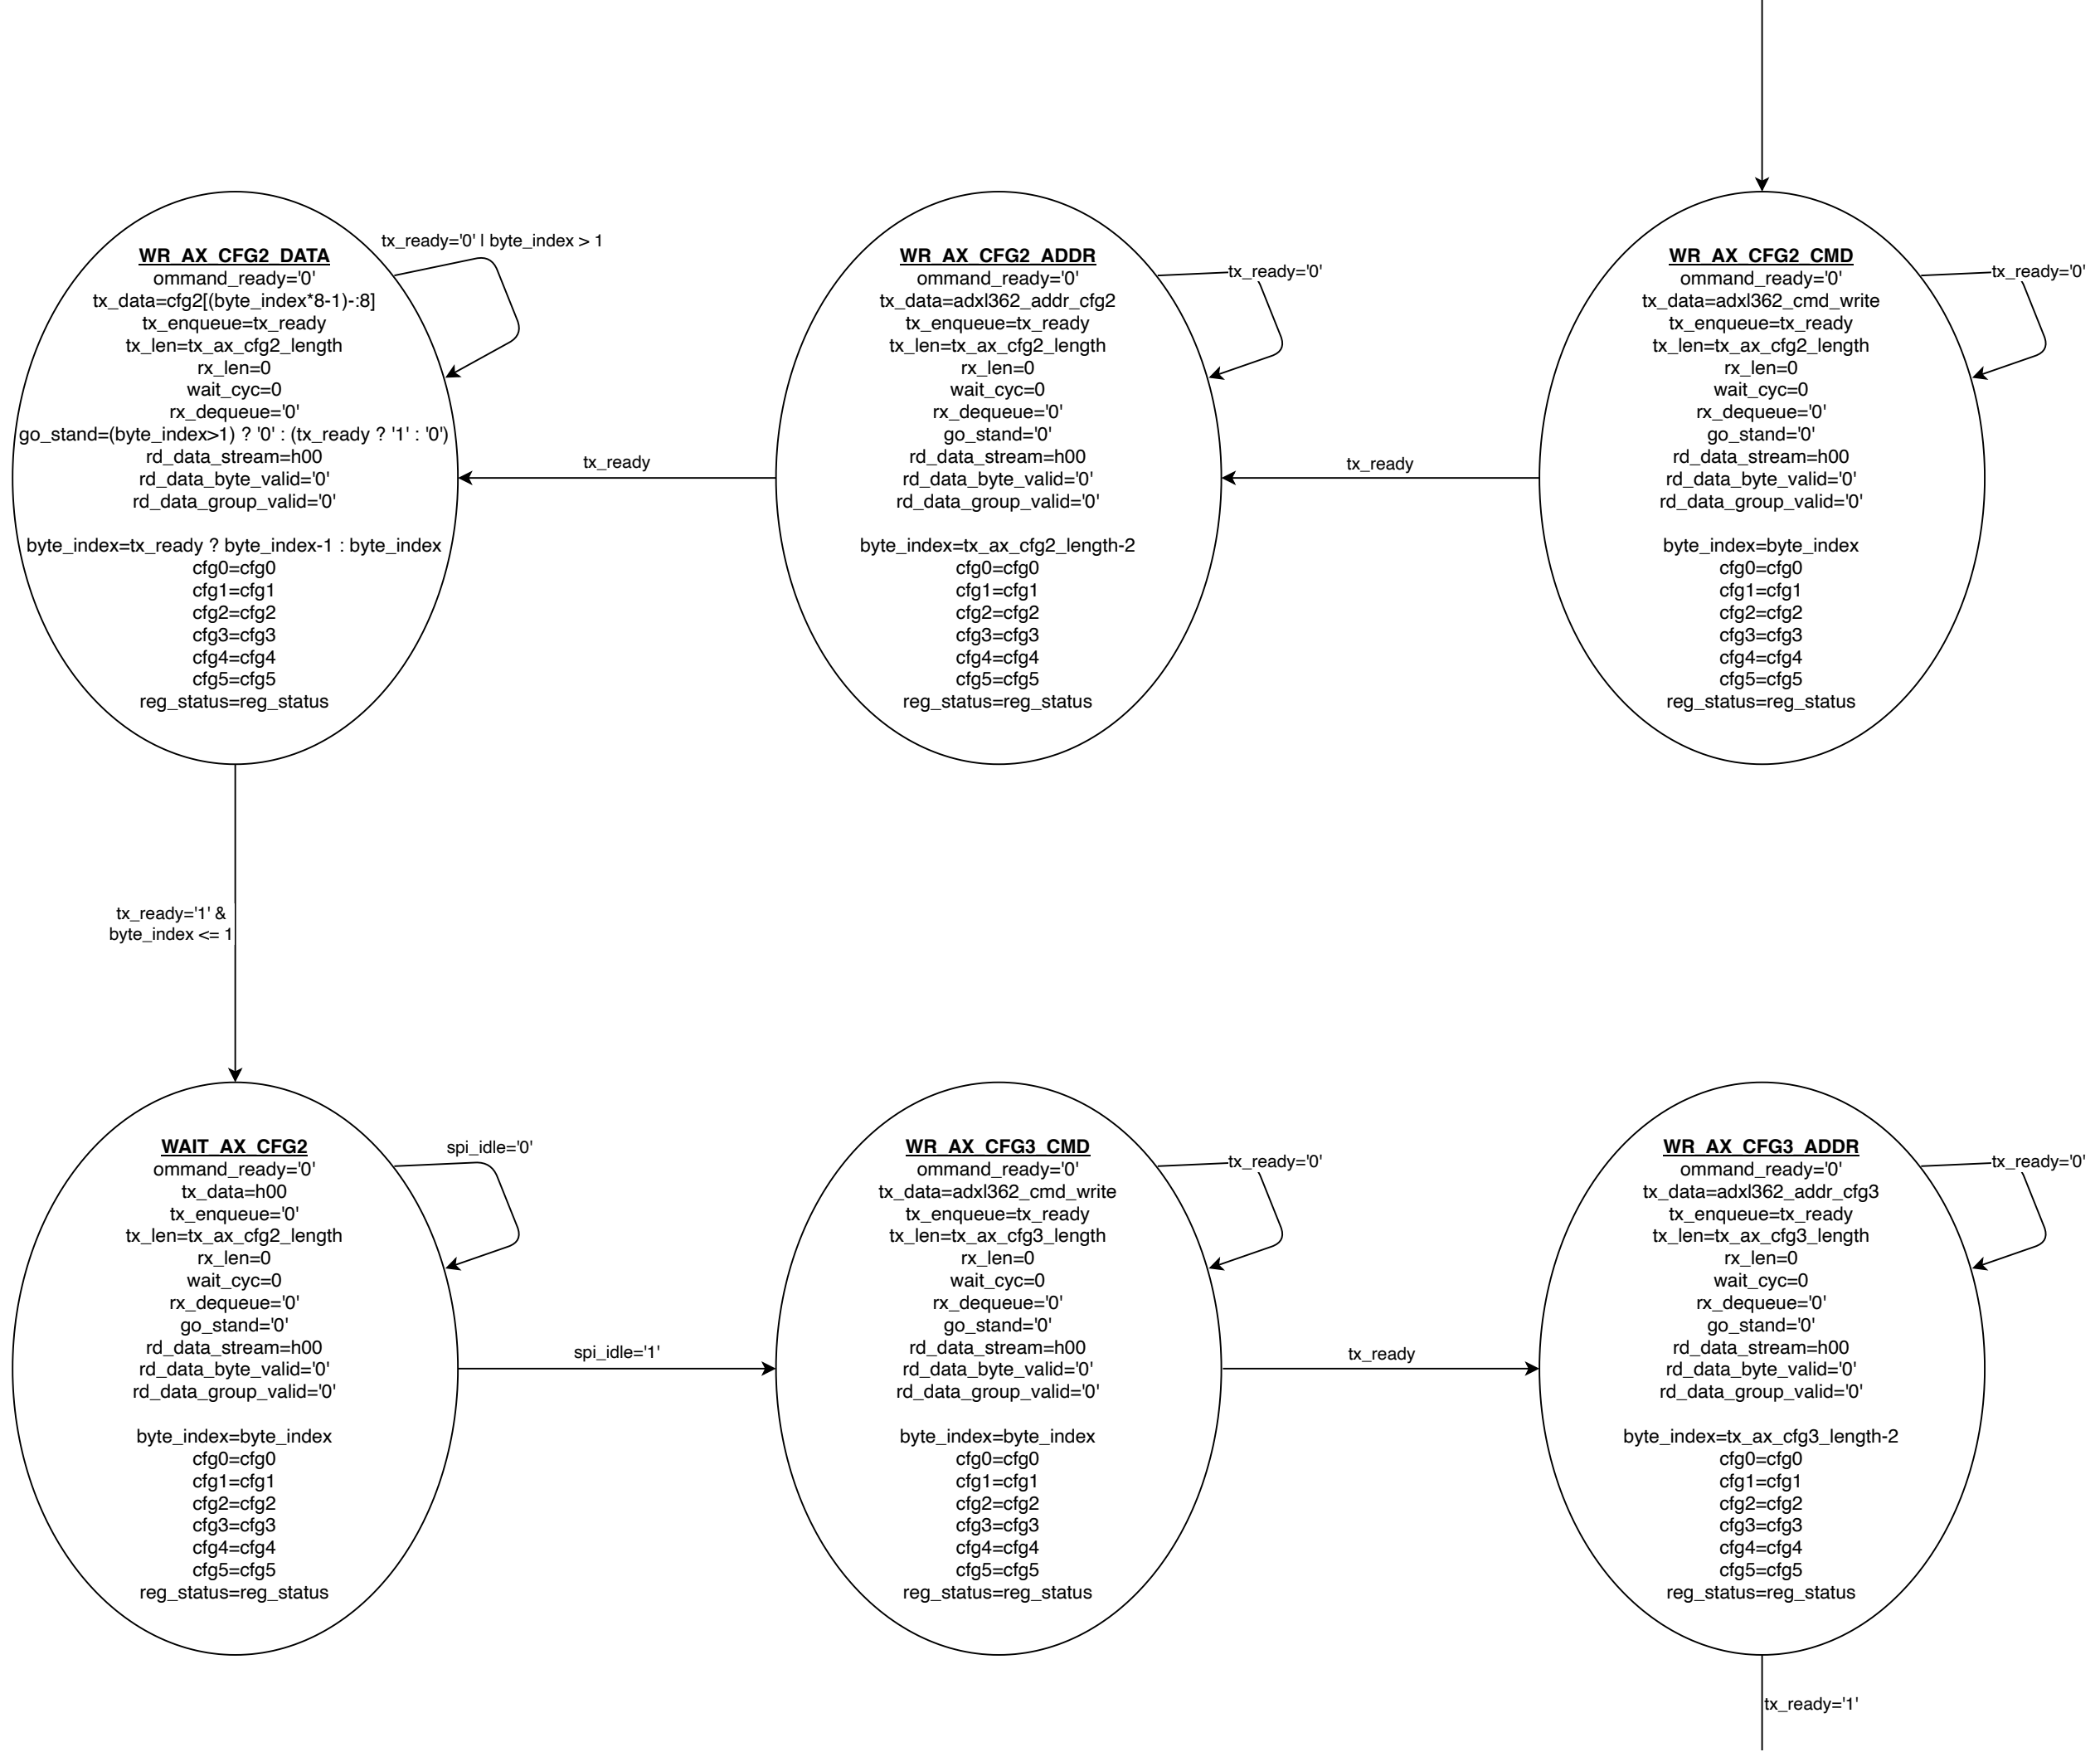 WR_AX_CFG2_DATA
ommand_ready='0'
tx_data=cfg2[(byte_index*8-1)-:8]
tx_enqueue=tx_ready
tx_len=tx_ax_cfg2_length
rx_len=0
wait_cyc=0
rx_dequeue='0'
go_stand=(byte_index>1) ? '0' : (tx_ready ? '1' : '0')
rd_data_stream=h00
rd_data_byte_valid='0'
rd_data_group_valid='0'
byte_index=tx_ready ? byte_index-1 : byte_index
cfg0=cfg0
cfg1=cfg1
cfg2=cfg2
cfg3=cfg3
cfg4=cfg4
cfg5=cfg5
reg_status=reg_status
tx_ready='0' | byte_index > 1
tx_ready
WR_AX_CFG2_ADDR
ommand_ready='0'
tx_data=adxl362_addr_cfg2
tx_enqueue=tx_ready
tx_len=tx_ax_cfg2_length
rx_len=0
wait_cyc=0
rx_dequeue='0'
go_stand='0'
rd_data_stream=h00
rd_data_byte_valid='0'
rd_data_group_valid='0'
byte_index=tx_ax_cfg2_length-2
cfg0=cfg0
cfg1=cfg1
cfg2=cfg2
cfg3=cfg3
cfg4=cfg4
cfg5=cfg5
reg_status=reg_status
tx_ready='0'
tx_ready
WR_AX_CFG2_CMD
ommand_ready='0'
tx_data=adxl362_cmd_write
tx_enqueue=tx_ready
tx_len=tx_ax_cfg2_length
rx_len=0
wait_cyc=0
rx_dequeue='0'
go_stand='0'
rd_data_stream=h00
rd_data_byte_valid='0'
rd_data_group_valid='0'
byte_index=byte_index
cfg0=cfg0
cfg1=cfg1
cfg2=cfg2
cfg3=cfg3
cfg4=cfg4
cfg5=cfg5
reg_status=reg_status
tx_ready='0'
tx_ready='1' &
byte_index <= 1
WAIT_AX_CFG2
ommand_ready='0'
tx_data=h00
tx_enqueue='0'
tx_len=tx_ax_cfg2_length
rx_len=0
wait_cyc=0
rx_dequeue='0'
go_stand='0'
rd_data_stream=h00
rd_data_byte_valid='0'
rd_data_group_valid='0'
byte_index=byte_index
cfg0=cfg0
cfg1=cfg1
cfg2=cfg2
cfg3=cfg3
cfg4=cfg4
cfg5=cfg5
reg_status=reg_status
spi_idle='0'
spi_idle='1'
WR_AX_CFG3_CMD
ommand_ready='0'
tx_data=adxl362_cmd_write
tx_enqueue=tx_ready
tx_len=tx_ax_cfg3_length
rx_len=0
wait_cyc=0
rx_dequeue='0'
go_stand='0'
rd_data_stream=h00
rd_data_byte_valid='0'
rd_data_group_valid='0'
byte_index=byte_index
cfg0=cfg0
cfg1=cfg1
cfg2=cfg2
cfg3=cfg3
cfg4=cfg4
cfg5=cfg5
reg_status=reg_status
tx_ready='0'
tx_ready
WR_AX_CFG3_ADDR
ommand_ready='0'
tx_data=adxl362_addr_cfg3
tx_enqueue=tx_ready
tx_len=tx_ax_cfg3_length
rx_len=0
wait_cyc=0
rx_dequeue='0'
go_stand='0'
rd_data_stream=h00
rd_data_byte_valid='0'
rd_data_group_valid='0'
byte_index=tx_ax_cfg3_length-2
cfg0=cfg0
cfg1=cfg1
cfg2=cfg2
cfg3=cfg3
cfg4=cfg4
cfg5=cfg5
reg_status=reg_status
tx_ready='0'
tx_ready='1'